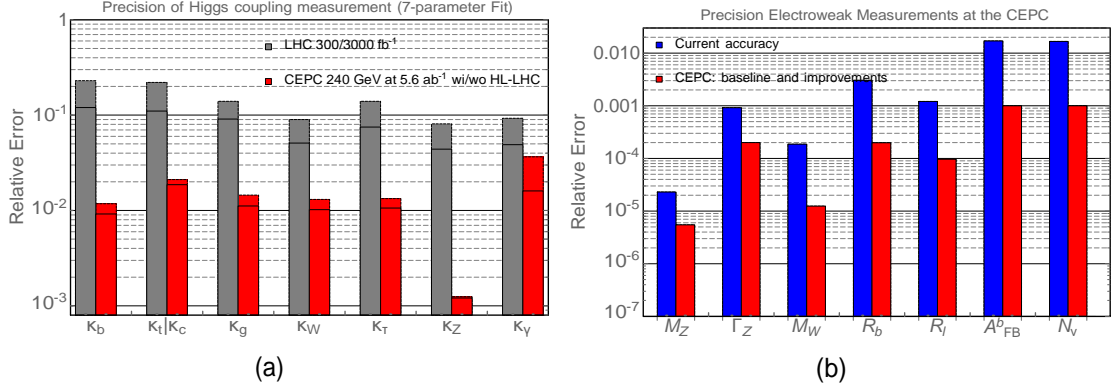 Precision of Higgs coupling measurement (7-parameter Fit)
LHC 300/3000 fb⁻¹
CEPC 240 GeV at 5.6 ab⁻¹ wi/wo HL-LHC
Relative Error
1
10⁻¹
10⁻²
10⁻³
κb κt|κc κg κW κτ κZ κγ
(a)
Precision Electroweak Measurements at the CEPC
Current accuracy
CEPC: baseline and improvements
Relative Error
0.010
0.001
10⁻⁴
10⁻⁵
10⁻⁶
10⁻⁷
MZ ΓZ MW Rb Rl AᵇFB Nν
(b)